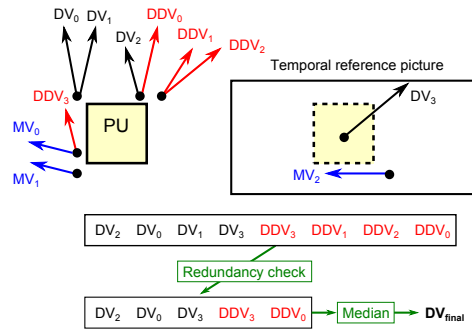 DV0 DV1 DV2 DDV0 DDV1 DDV2
Temporal reference picture
DDV3 PU DV3
MV0
MV1 MV2
DV2 DV0 DV1 DV3 DDV3 DDV1 DDV2 DDV0
Redundancy check
DV2 DV0 DV3 DDV3 DDV0 Median DVfinal